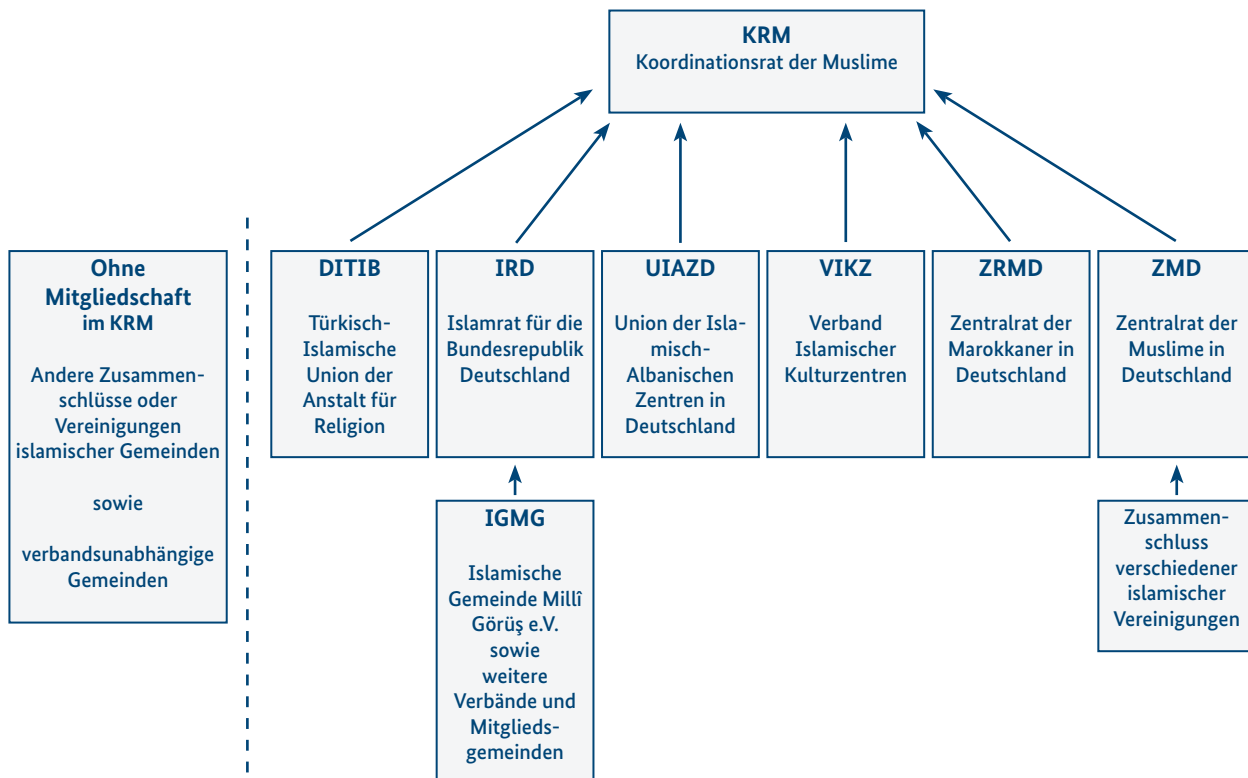 KRM
Koordinationsrat der Muslime
Ohne
Mitgliedschaft
im KRM
Andere Zusammen-
schlüsse oder
Vereinigungen
islamischer Gemeinden
sowie
verbandsunabhängige
Gemeinden
DITIB
Türkisch-
Islamische
Union der
Anstalt für
Religion
IRD
Islamrat für die
Bundesrepublik
Deutschland
UIAZD
Union der Isla-
misch-
Albanischen
Zentren in
Deutschland
VIKZ
Verband
Islamischer
Kulturzentren
ZRMD
Zentralrat der
Marokkaner in
Deutschland
ZMD
Zentralrat der
Muslime in
Deutschland
IGMG
Islamische
Gemeinde Millî
Görüş e.V.
sowie
weitere
Verbände und
Mitglieds-
gemeinden
Zusammen-
schluss
verschiedener
islamischer
Vereinigungen